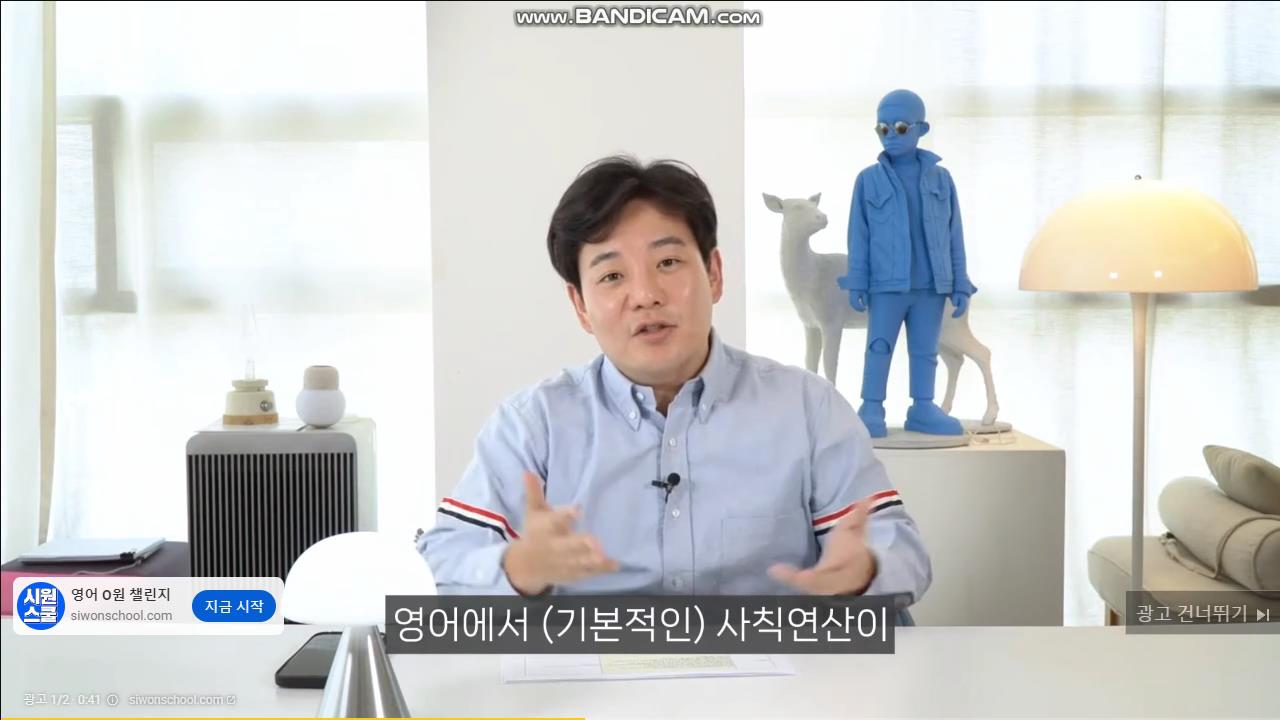 www.BANDICAM.com
시원
스쿨
영어 0원 챌린지
siwonschool.com
지금 시작
영어에서 (기본적인) 사칙연산이
광고 건너뛰기
광고 1/2 · 0:41
siwonschool.com